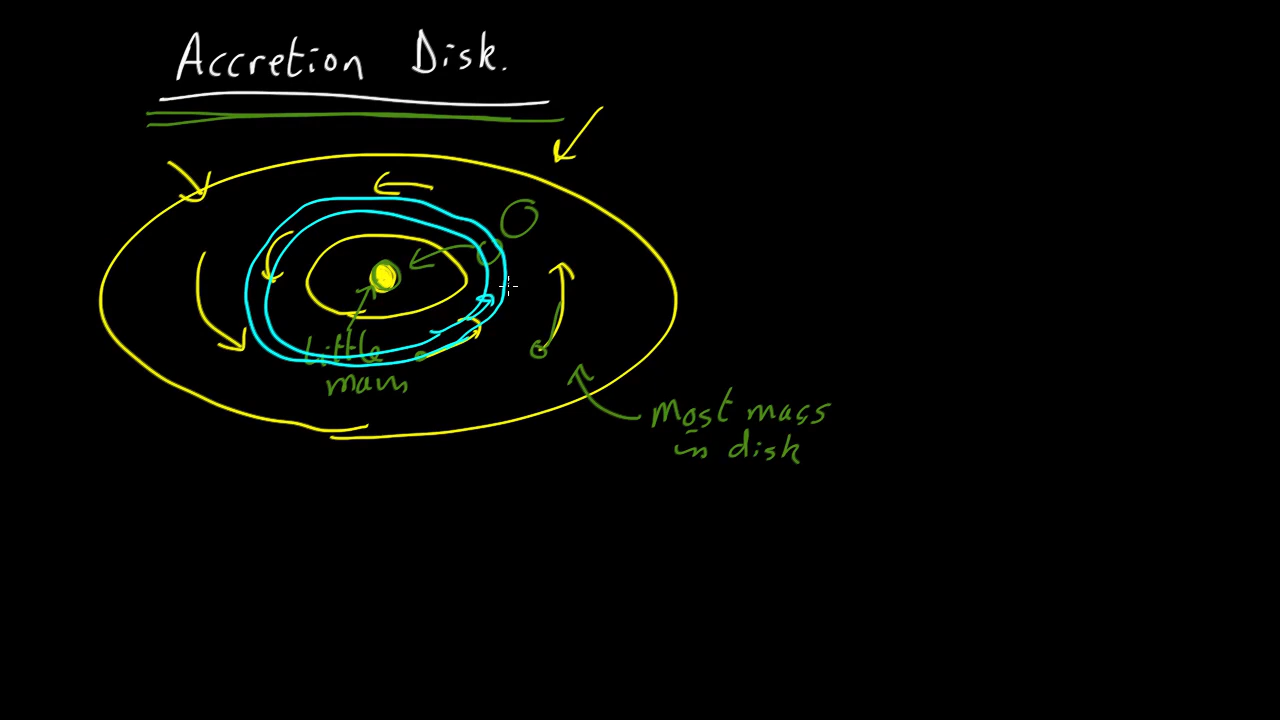 Accretion Disk.
Little
mass
Most mass
in disk